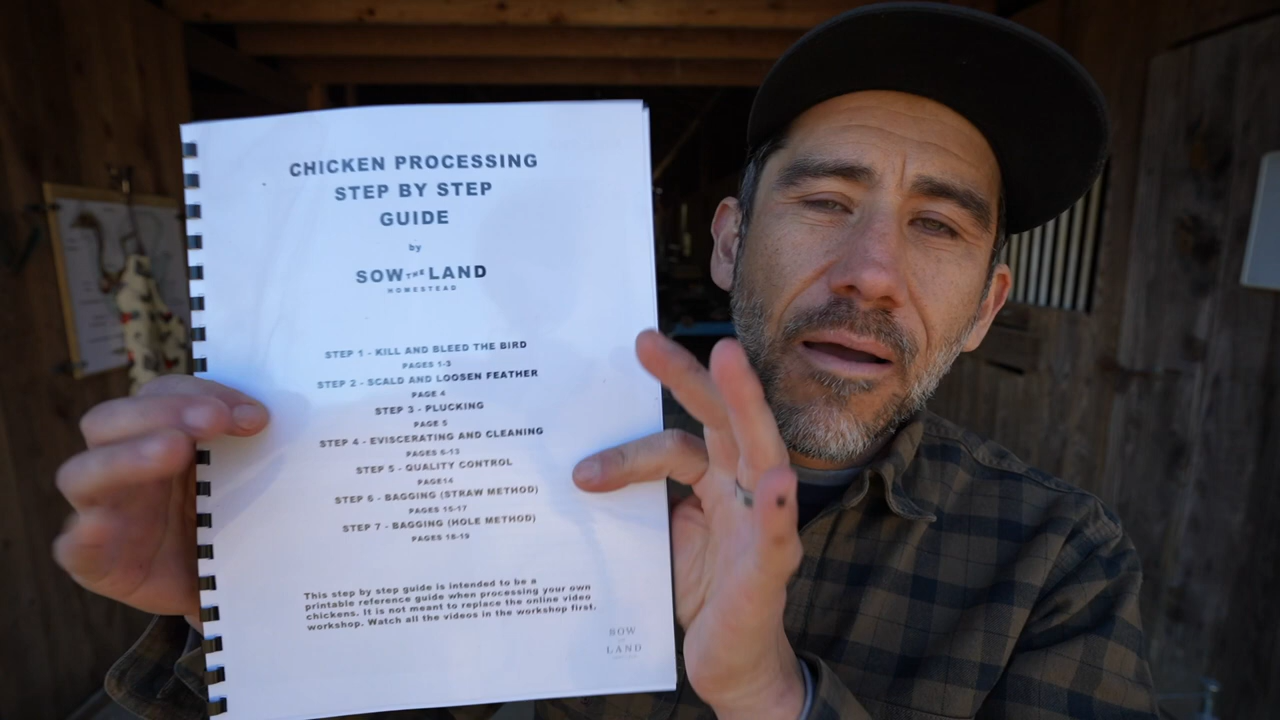 CHICKEN PROCESSING
STEP BY STEP
GUIDE
by
SOW THE LAND
HOMESTEAD
STEP 1 - KILL AND BLEED THE BIRD
PAGES 1-3
STEP 2 - SCALD AND LOOSEN FEATHER
PAGE 4
STEP 3 - PLUCKING
PAGE 5
STEP 4 - EVISCERATING AND CLEANING
PAGES 6-13
STEP 5 - QUALITY CONTROL
PAGE14
STEP 6 - BAGGING (STRAW METHOD)
PAGES 15-17
STEP 7 - BAGGING (HOLE METHOD)
PAGES 18-19
This step by step guide is intended to be a
printable reference guide when processing your own
chickens. It is not meant to replace the online video
workshop. Watch all the videos in the workshop first.
SOW
LAND